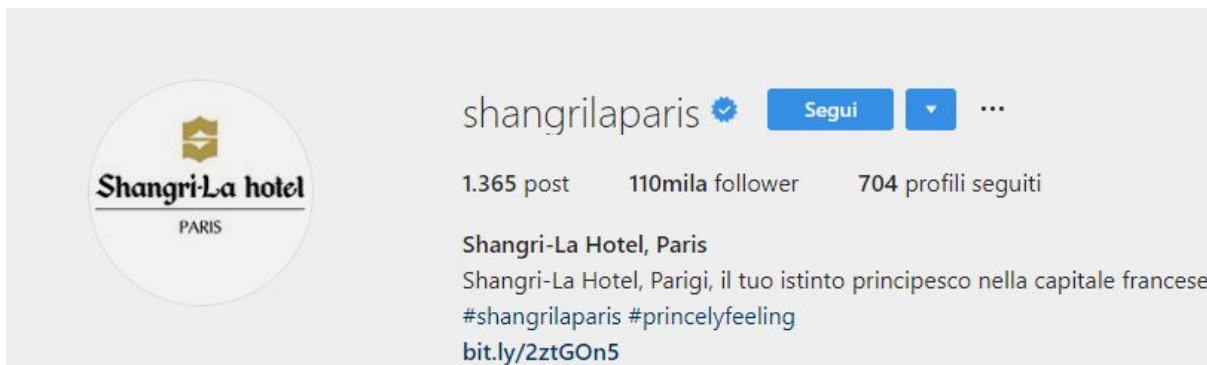 Shangri-La hotel
PARIS
shangrilaparis Segui ...
1.365 post 110mila follower 704 profili seguiti
Shangri-La Hotel, Paris
Shangri-La Hotel, Parigi, il tuo istinto principesco nella capitale francese
#shangrilaparis #princelyfeeling
bit.ly/2ztGOn5